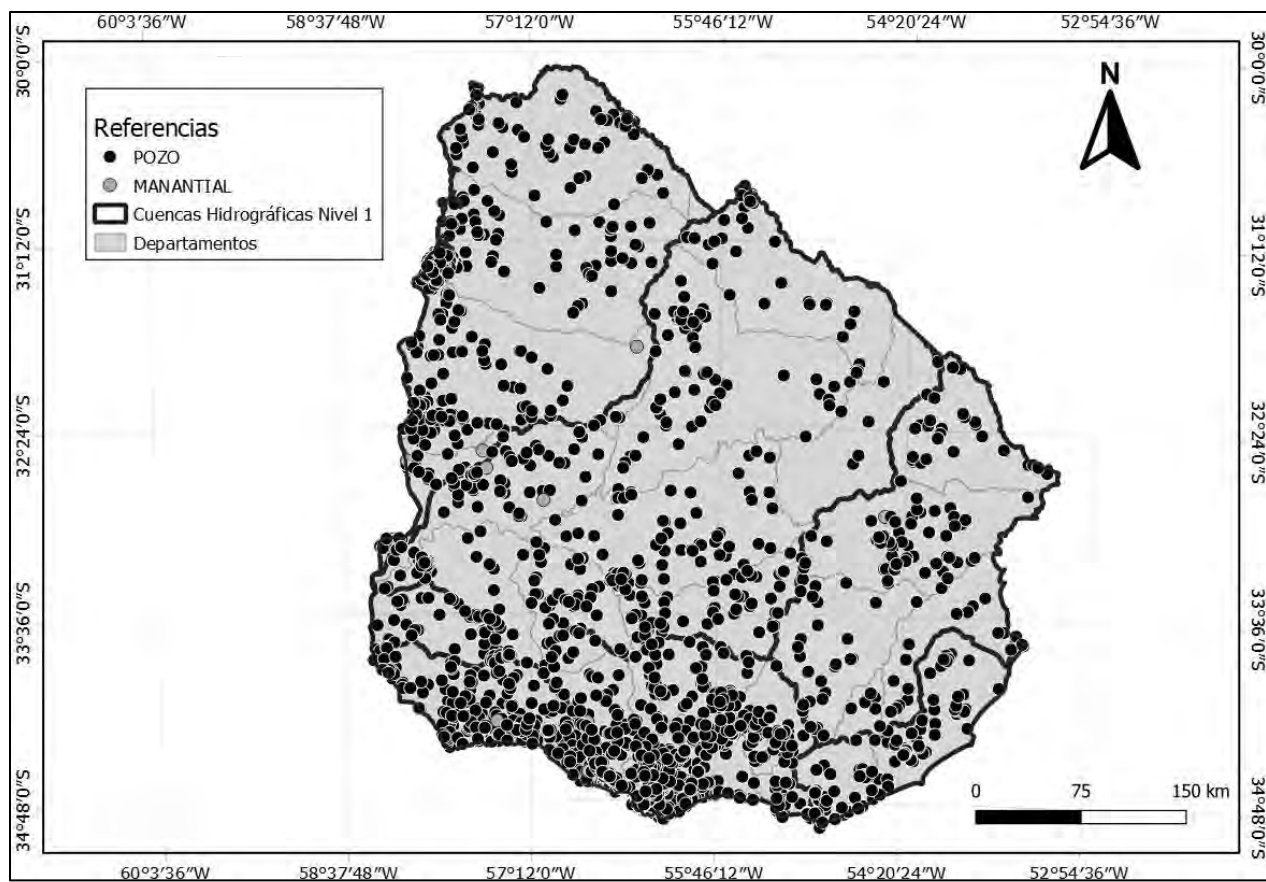 60°3′36″W 58°37′48″W 57°12′0″W 55°46′12″W 54°20′24″W 52°54′36″W
30°0′0″S
30°0′0″S
N
Referencias
POZO
MANANTIAL
Cuencas Hidrográficas Nivel 1
Departamentos
31°12′0″S
31°12′0″S
32°24′0″S
32°24′0″S
33°36′0″S
33°36′0″S
0 75 150 km
34°48′0″S
34°48′0″S
60°3′36″W 58°37′48″W 57°12′0″W 55°46′12″W 54°20′24″W 52°54′36″W